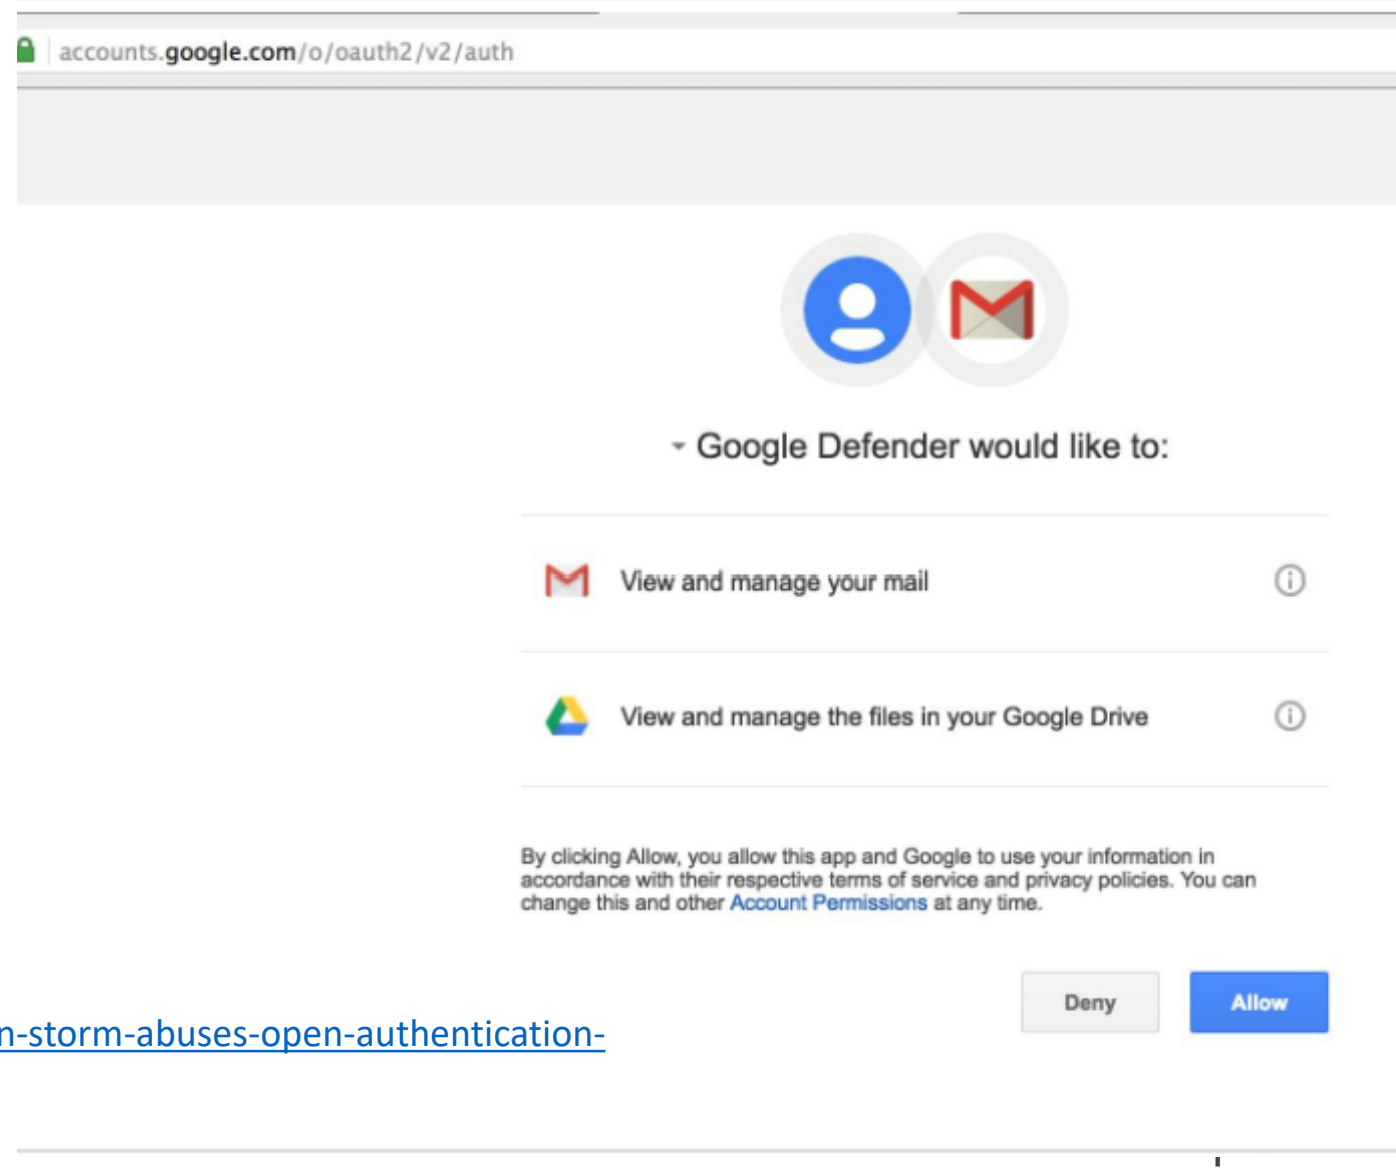 accounts.google.com/o/oauth2/v2/auth
Google Defender would like to:
View and manage your mail
View and manage the files in your Google Drive
By clicking Allow, you allow this app and Google to use your information in
accordance with their respective terms of service and privacy policies. You can
change this and other Account Permissions at any time.
Deny Allow
n-storm-abuses-open-authentication-